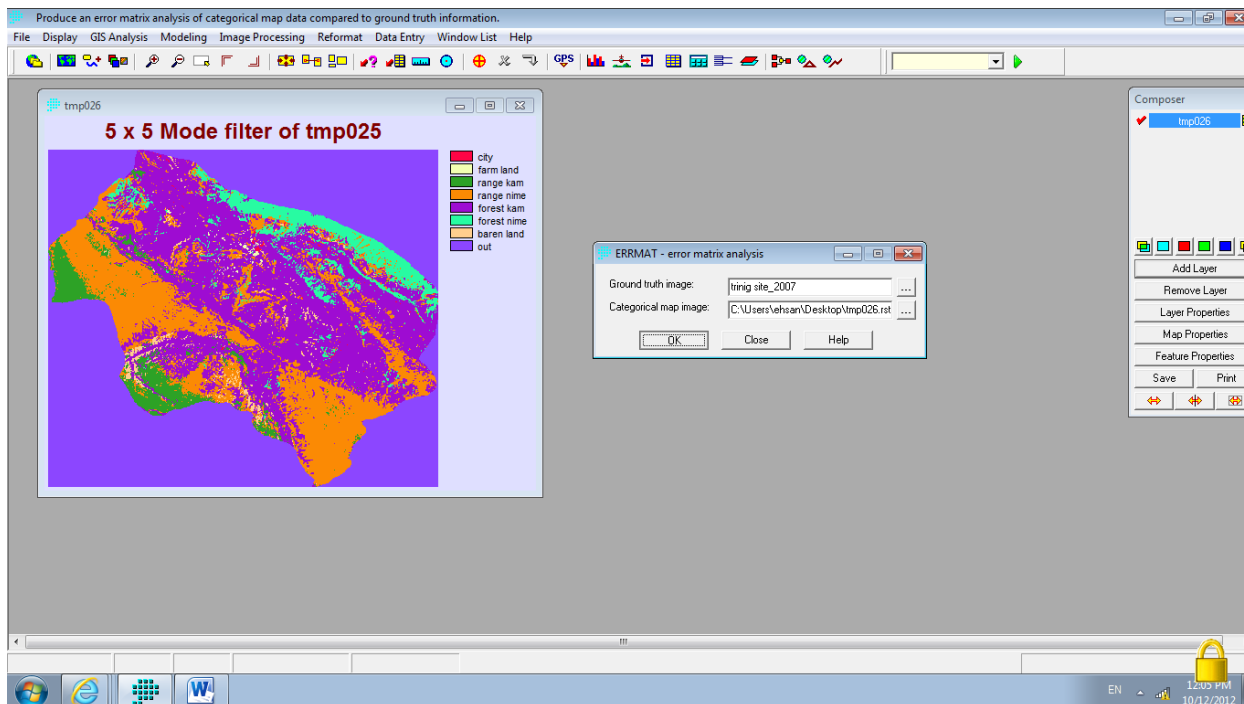 Produce an error matrix analysis of categorical map data compared to ground truth information.
File Display GIS Analysis Modeling Image Processing Reformat Data Entry Window List Help
GPS
tmp026
5 x 5 Mode filter of tmp025
city
farm land
range kam
range nime
forest kam
forest nime
baren land
out
ERRMAT - error matrix analysis
Ground truth image: trinig site_2007 ...
Categorical map image: C:\Users\ehsan\Desktop\tmp026.rst ...
OK Close Help
Composer
tmp026
Add Layer
Remove Layer
Layer Properties
Map Properties
Feature Properties
Save Print
EN
12:05 PM
10/12/2012